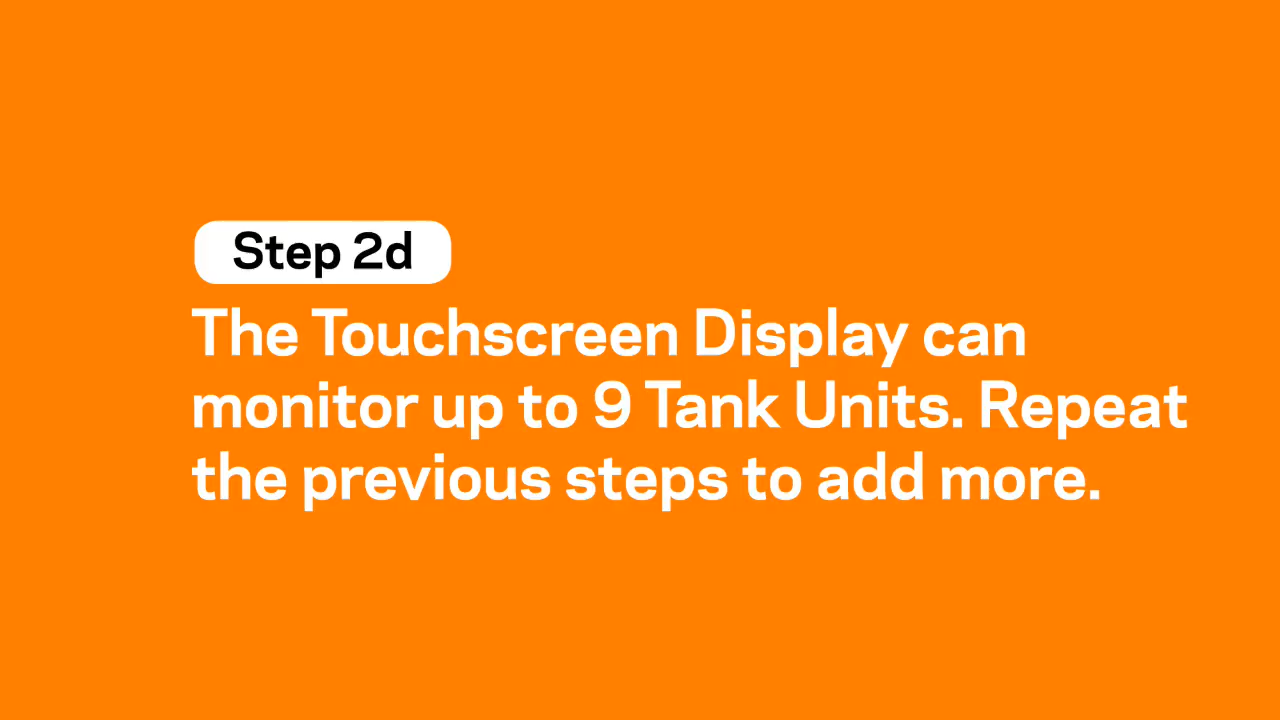 Step 2d
The Touchscreen Display can
monitor up to 9 Tank Units. Repeat
the previous steps to add more.